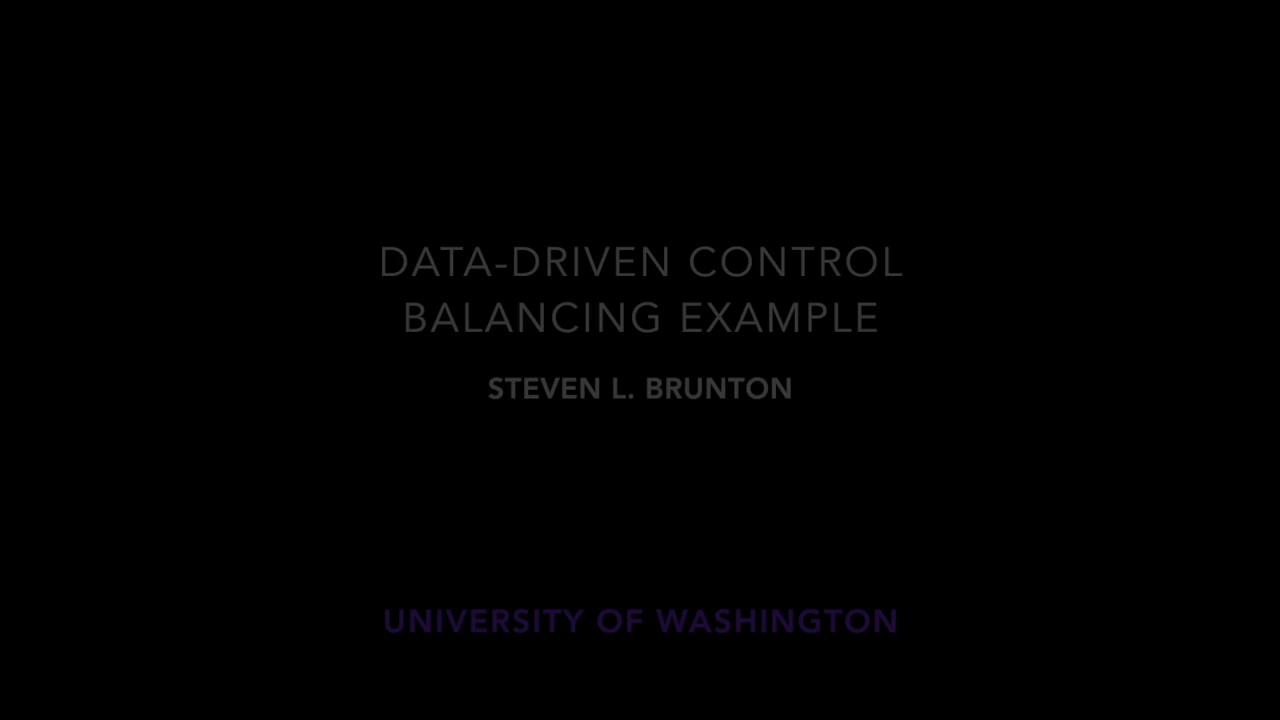 DATA-DRIVEN CONTROL
BALANCING EXAMPLE
STEVEN L. BRUNTON
UNIVERSITY OF WASHINGTON